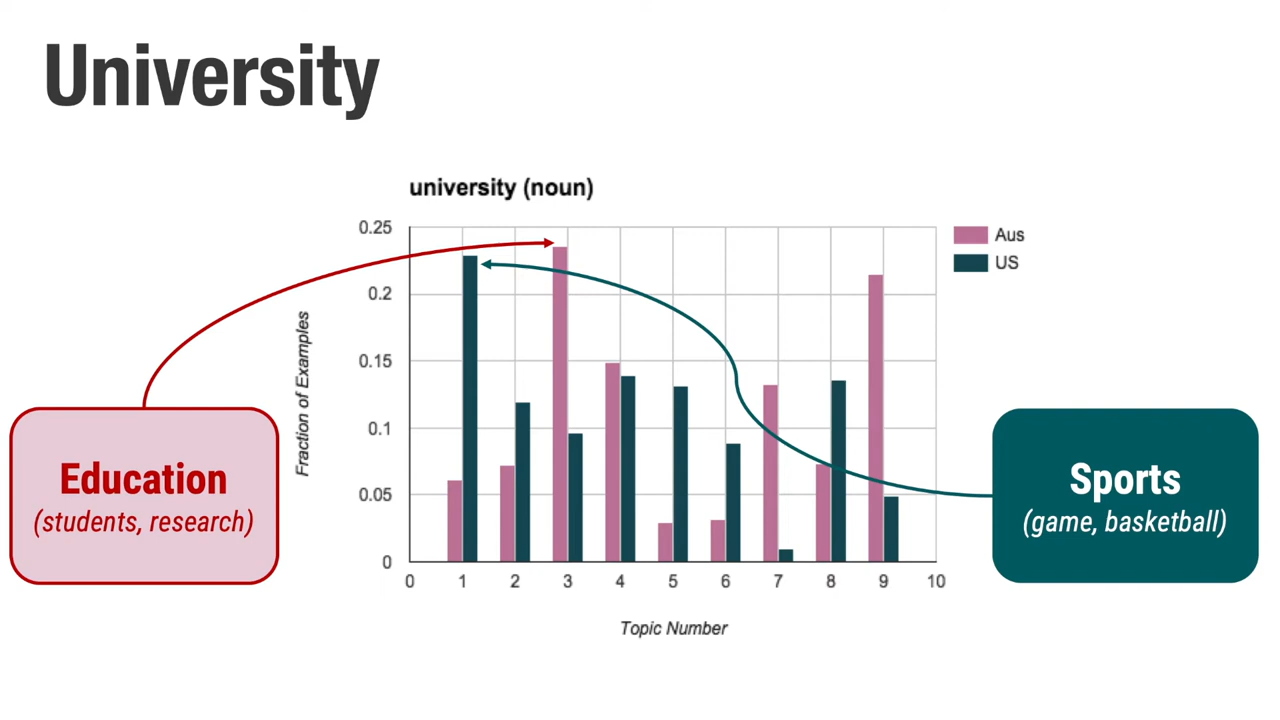 University
university (noun)
0.25
0.2
0.15
0.1
0.05
0
0 1 2 3 4 5 6 7 8 9 10
Fraction of Examples
Topic Number
Aus
US
Education
(students, research)
Sports
(game, basketball)